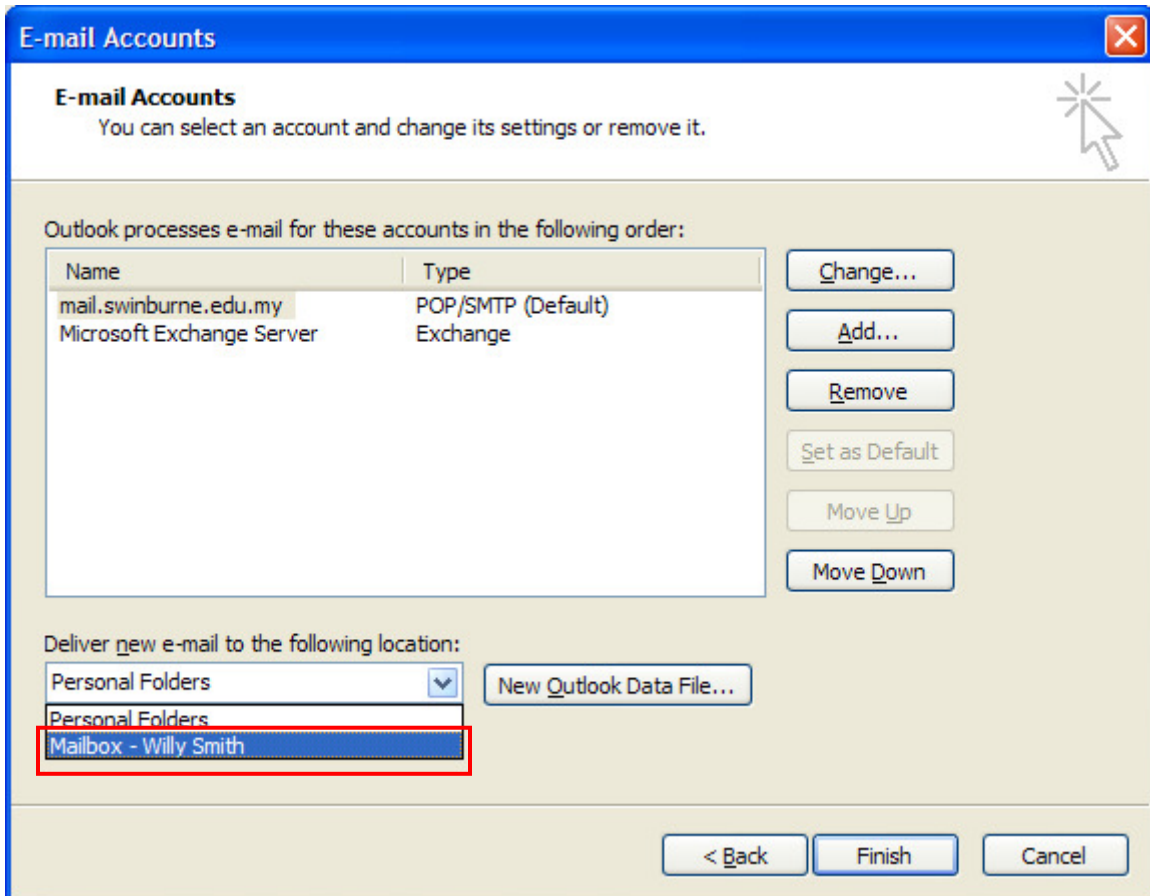 E-mail Accounts
E-mail Accounts
You can select an account and change its settings or remove it.
Outlook processes e-mail for these accounts in the following order:
Name Type
mail.swinburne.edu.my POP/SMTP (Default)
Microsoft Exchange Server Exchange
Change...
Add...
Remove
Set as Default
Move Up
Move Down
Deliver new e-mail to the following location:
Personal Folders
New Outlook Data File...
Personal Folders
Mailbox - Willy Smith
< Back Finish Cancel